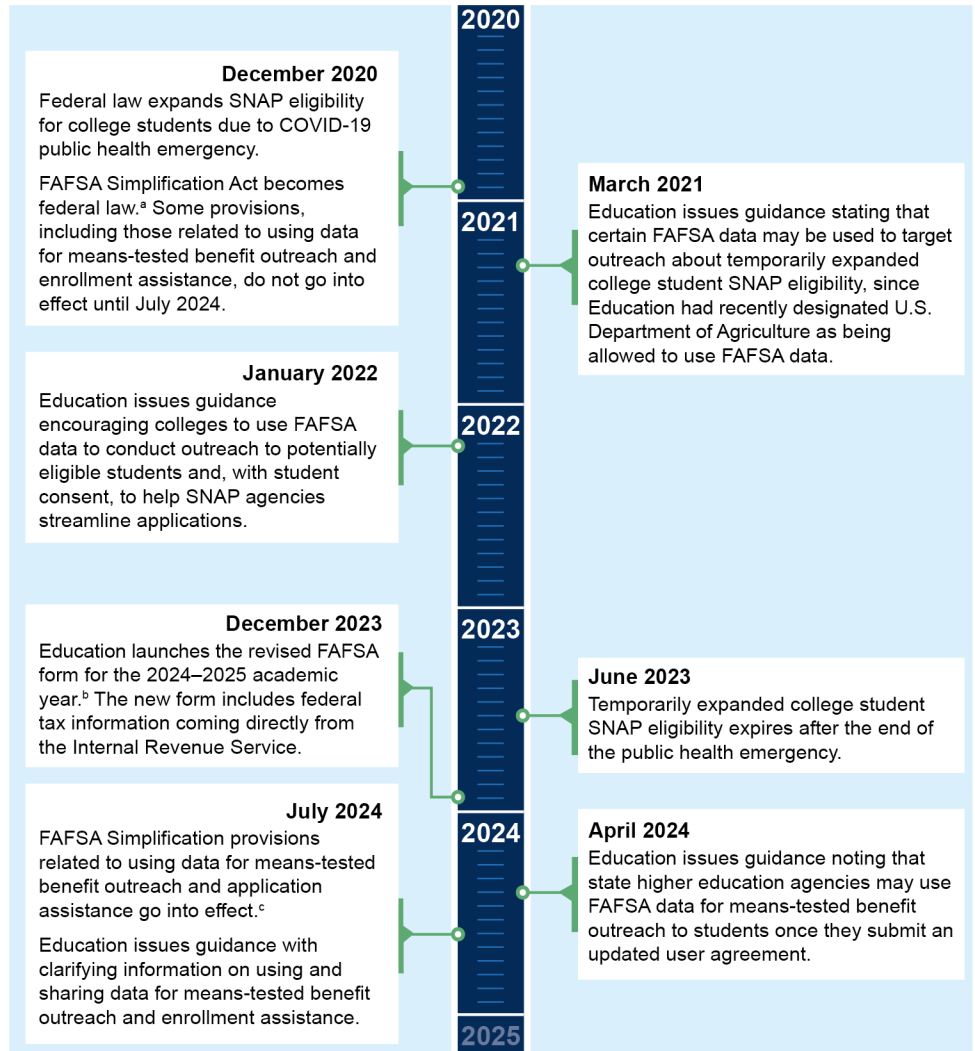 2020
December 2020
Federal law expands SNAP eligibility
for college students due to COVID-19
public health emergency.
FAFSA Simplification Act becomes
federal law.ᵃ Some provisions,
including those related to using data
for means-tested benefit outreach and
enrollment assistance, do not go into
effect until July 2024.
2021
March 2021
Education issues guidance stating that
certain FAFSA data may be used to target
outreach about temporarily expanded
college student SNAP eligibility, since
Education had recently designated U.S.
Department of Agriculture as being
allowed to use FAFSA data.
2022
January 2022
Education issues guidance
encouraging colleges to use FAFSA
data to conduct outreach to potentially
eligible students and, with student
consent, to help SNAP agencies
streamline applications.
2023
June 2023
Temporarily expanded college student
SNAP eligibility expires after the end of
the public health emergency.
December 2023
Education launches the revised FAFSA
form for the 2024–2025 academic
year.ᵇ The new form includes federal
tax information coming directly from
the Internal Revenue Service.
2024
April 2024
Education issues guidance noting that
state higher education agencies may use
FAFSA data for means-tested benefit
outreach to students once they submit an
updated user agreement.
July 2024
FAFSA Simplification provisions
related to using data for means-tested
benefit outreach and application
assistance go into effect.ᶜ
Education issues guidance with
clarifying information on using and
sharing data for means-tested benefit
outreach and enrollment assistance.
2025